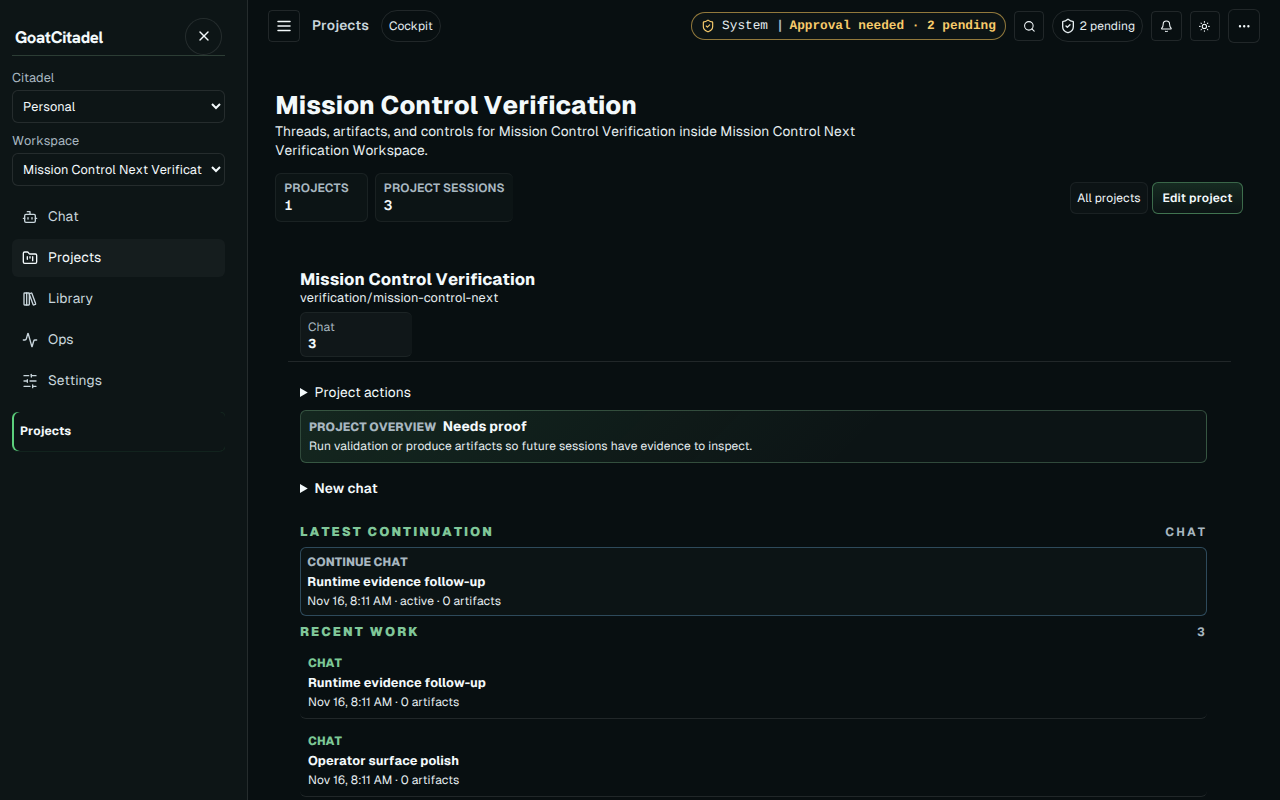 GoatCitadel
Citadel
Personal
Workspace
Mission Control Next Verificat
Chat
Projects
Library
Ops
Settings
Projects
Projects
Cockpit
System | Approval needed · 2 pending
2 pending
Mission Control Verification
Threads, artifacts, and controls for Mission Control Verification inside Mission Control Next
Verification Workspace.
PROJECTS
1
PROJECT SESSIONS
3
All projects
Edit project
Mission Control Verification
verification/mission-control-next
Chat
3
Project actions
PROJECT OVERVIEW Needs proof
Run validation or produce artifacts so future sessions have evidence to inspect.
New chat
LATEST CONTINUATION
CHAT
CONTINUE CHAT
Runtime evidence follow-up
Nov 16, 8:11 AM · active · 0 artifacts
RECENT WORK
3
CHAT
Runtime evidence follow-up
Nov 16, 8:11 AM · 0 artifacts
CHAT
Operator surface polish
Nov 16, 8:11 AM · 0 artifacts